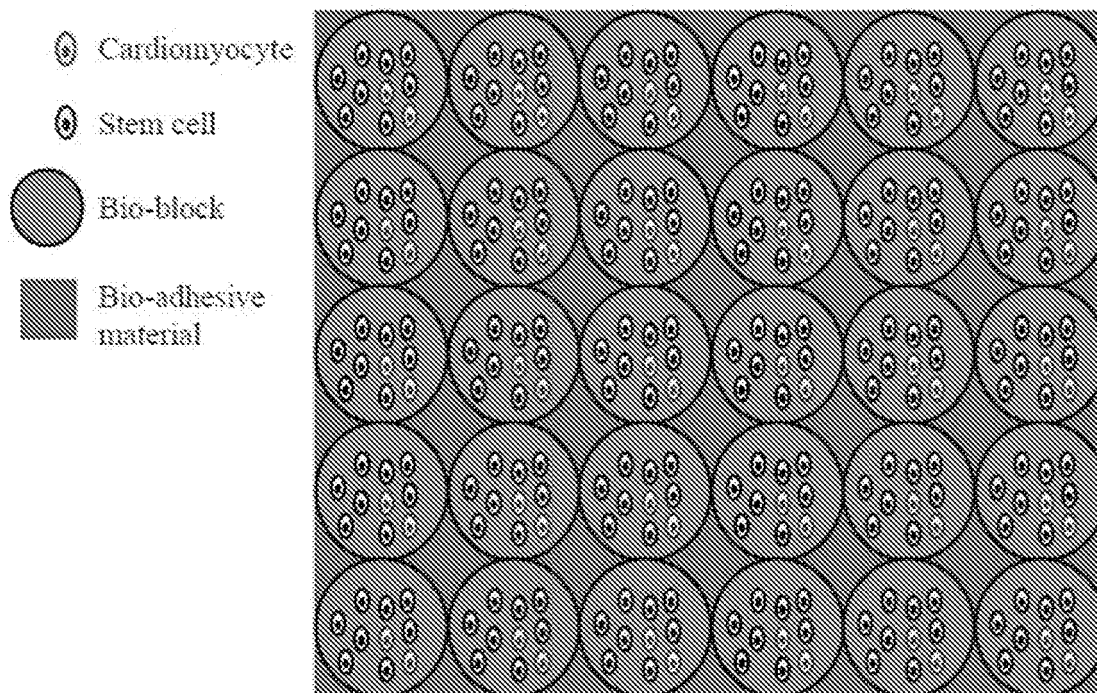 Cardiomyocyte
Stem cell
Bio-block
Bio-adhesive
material